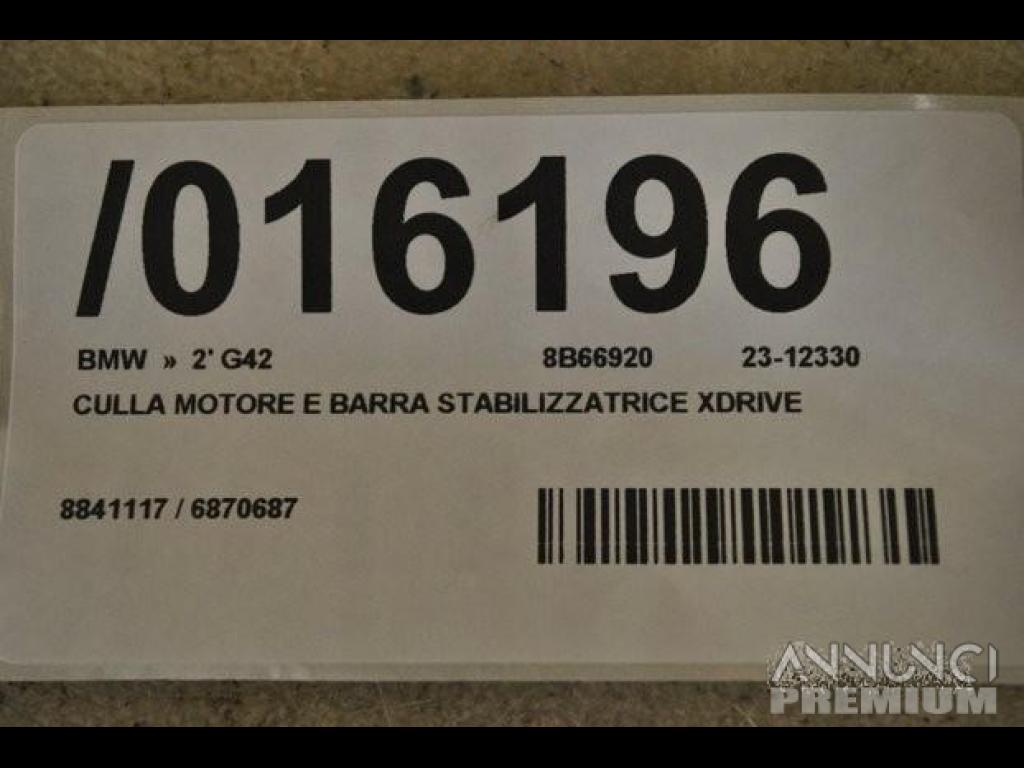 /016196
BMW » 2' G42 8B66920 23-12330
CULLA MOTORE E BARRA STABILIZZATRICE XDRIVE
8841117 / 6870687
ANNUNCI
PREMIUM